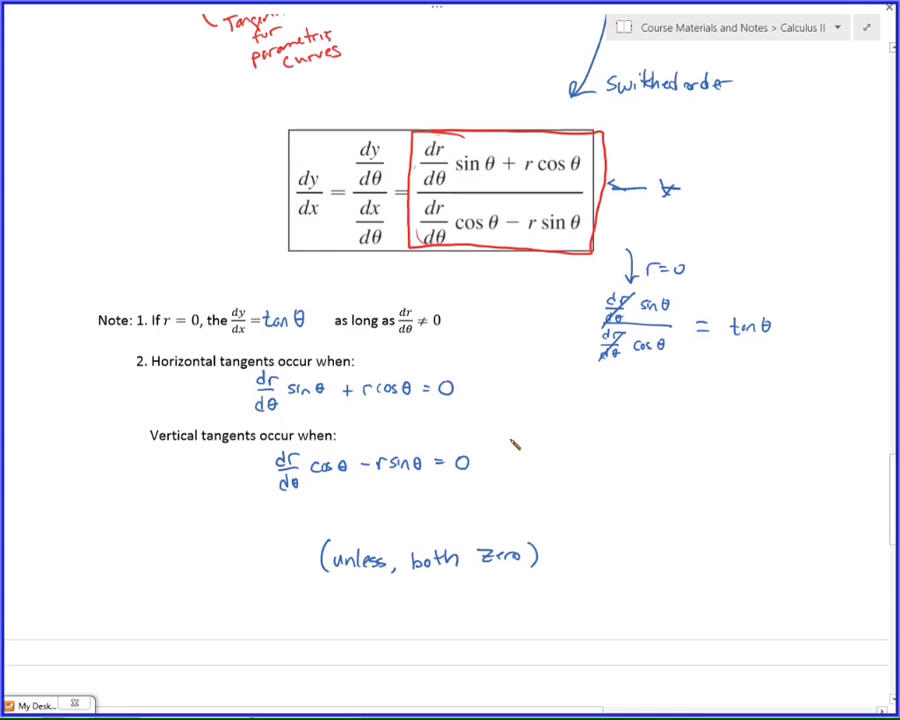 Course Materials and Notes > Calculus II
for
parametric
curves
Swithed order
dy/dx = (dy/dθ)/(dx/dθ) = (dr/dθ sin θ + r cos θ)/(dr/dθ cos θ − r sin θ)
r=0
(dr/dθ sin θ)/(dr/dθ cos θ) = tan θ
Note: 1. If r = 0, the dy/dx = tan θ as long as dr/dθ ≠ 0
2. Horizontal tangents occur when:
dr/dθ sin θ + r cos θ = 0
Vertical tangents occur when:
dr/dθ cos θ − r sin θ = 0
(unless, both zero)
My Desk...